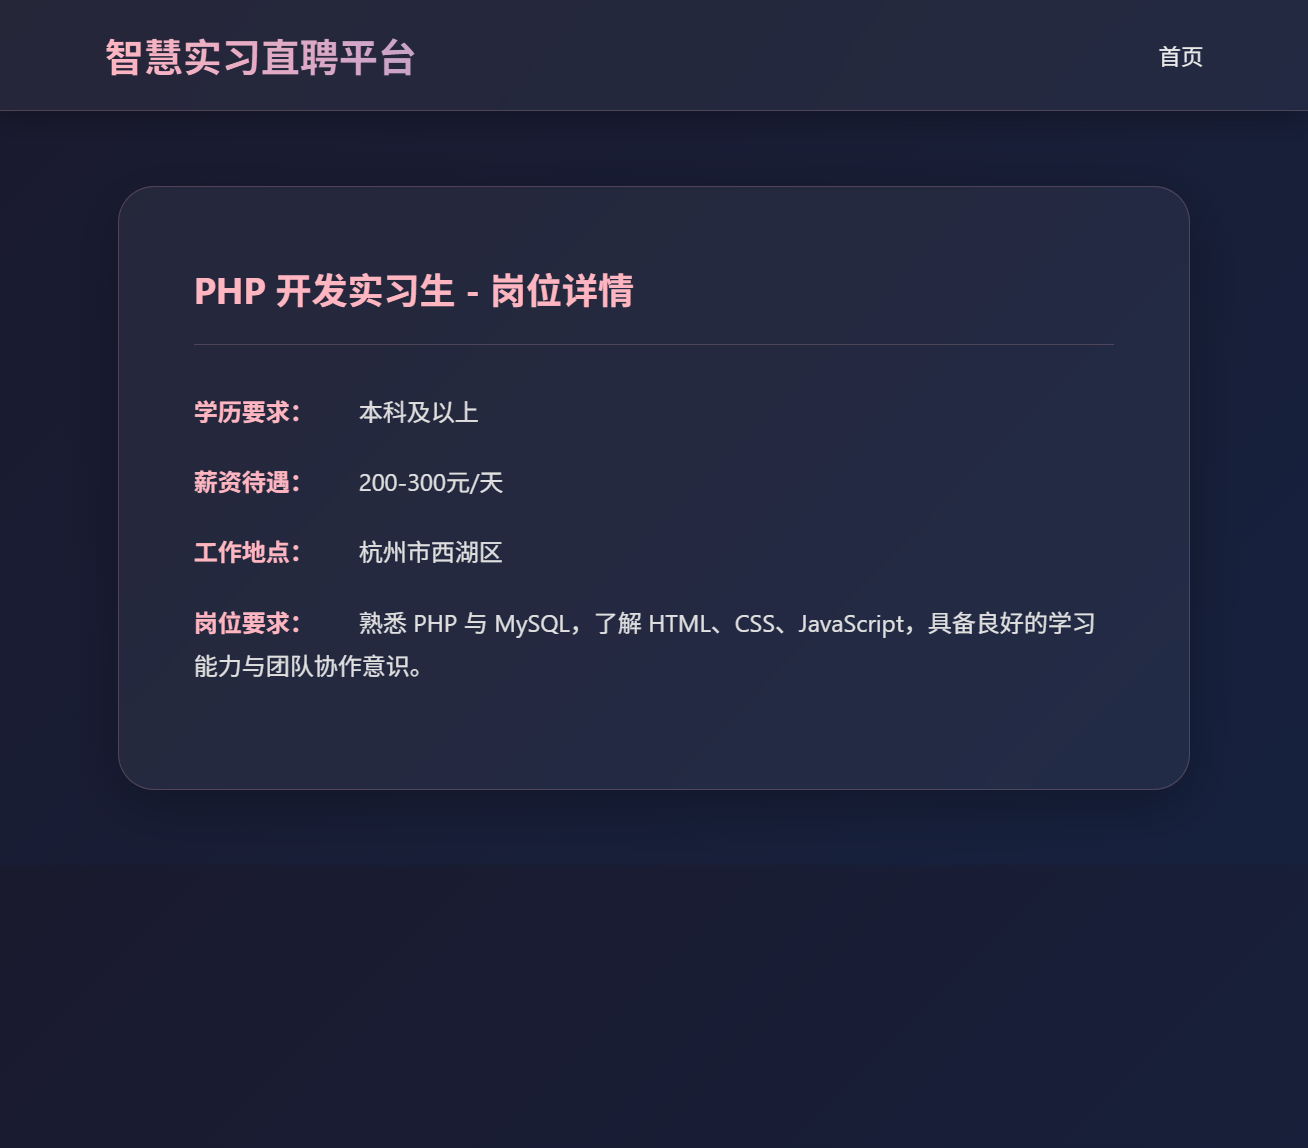 智慧实习直聘平台
首页
PHP 开发实习生 - 岗位详情
学历要求： 本科及以上
薪资待遇： 200-300元/天
工作地点： 杭州市西湖区
岗位要求： 熟悉 PHP 与 MySQL，了解 HTML、CSS、JavaScript，具备良好的学习
能力与团队协作意识。